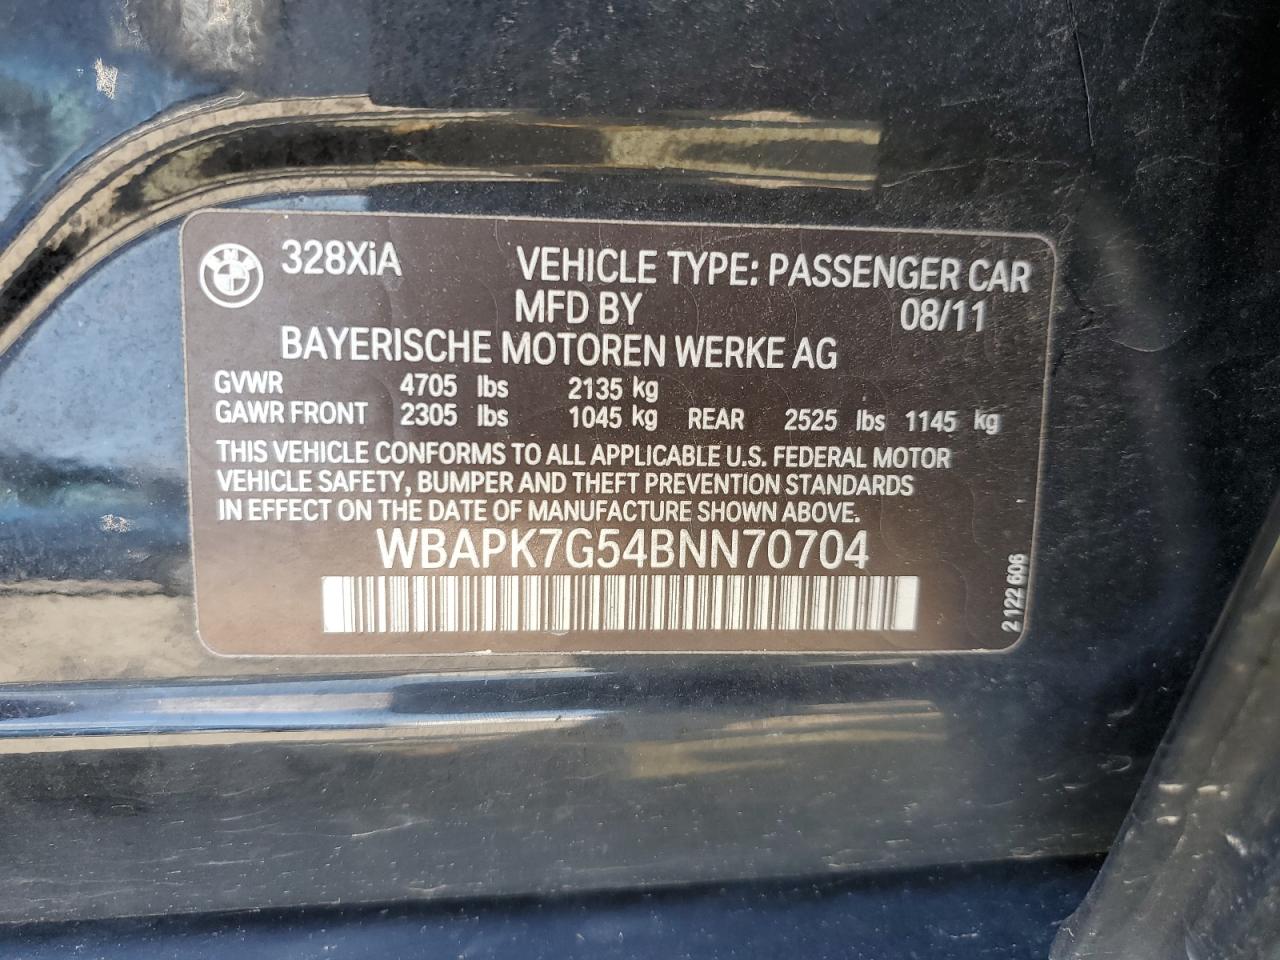 328XiA VEHICLE TYPE: PASSENGER CAR
MFD BY 08/11
BAYERISCHE MOTOREN WERKE AG
GVWR 4705 lbs 2135 kg
GAWR FRONT 2305 lbs 1045 kg REAR 2525 lbs 1145 kg
THIS VEHICLE CONFORMS TO ALL APPLICABLE U.S. FEDERAL MOTOR
VEHICLE SAFETY, BUMPER AND THEFT PREVENTION STANDARDS
IN EFFECT ON THE DATE OF MANUFACTURE SHOWN ABOVE.
WBAPK7G54BNN70704
2 122 606